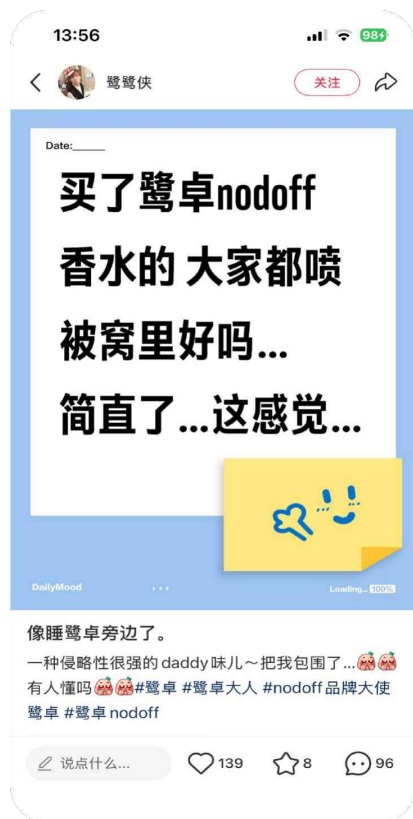 13:56
98
鹭鹭侠
关注
Date:______
买了鹭卓nodoff
香水的 大家都喷
被窝里好吗...
简直了...这感觉...
DailyMood
Loading... 100%
像睡鹭卓旁边了。
一种侵略性很强的daddy味儿～把我包围了...
有人懂吗#鹭卓 #鹭卓大人 #nodoff品牌大使
鹭卓 #鹭卓nodoff
说点什么...
139
8
96